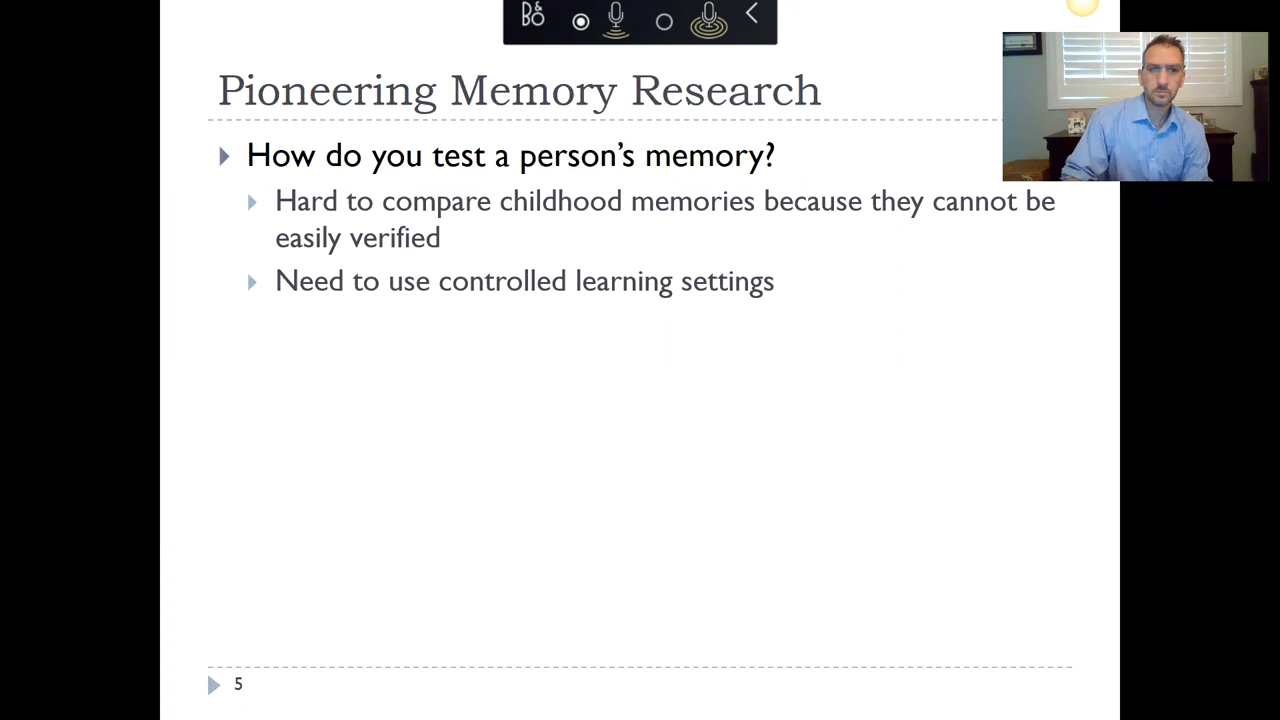 B&O
Pioneering Memory Research
How do you test a person’s memory?
Hard to compare childhood memories because they cannot be
easily verified
Need to use controlled learning settings
5